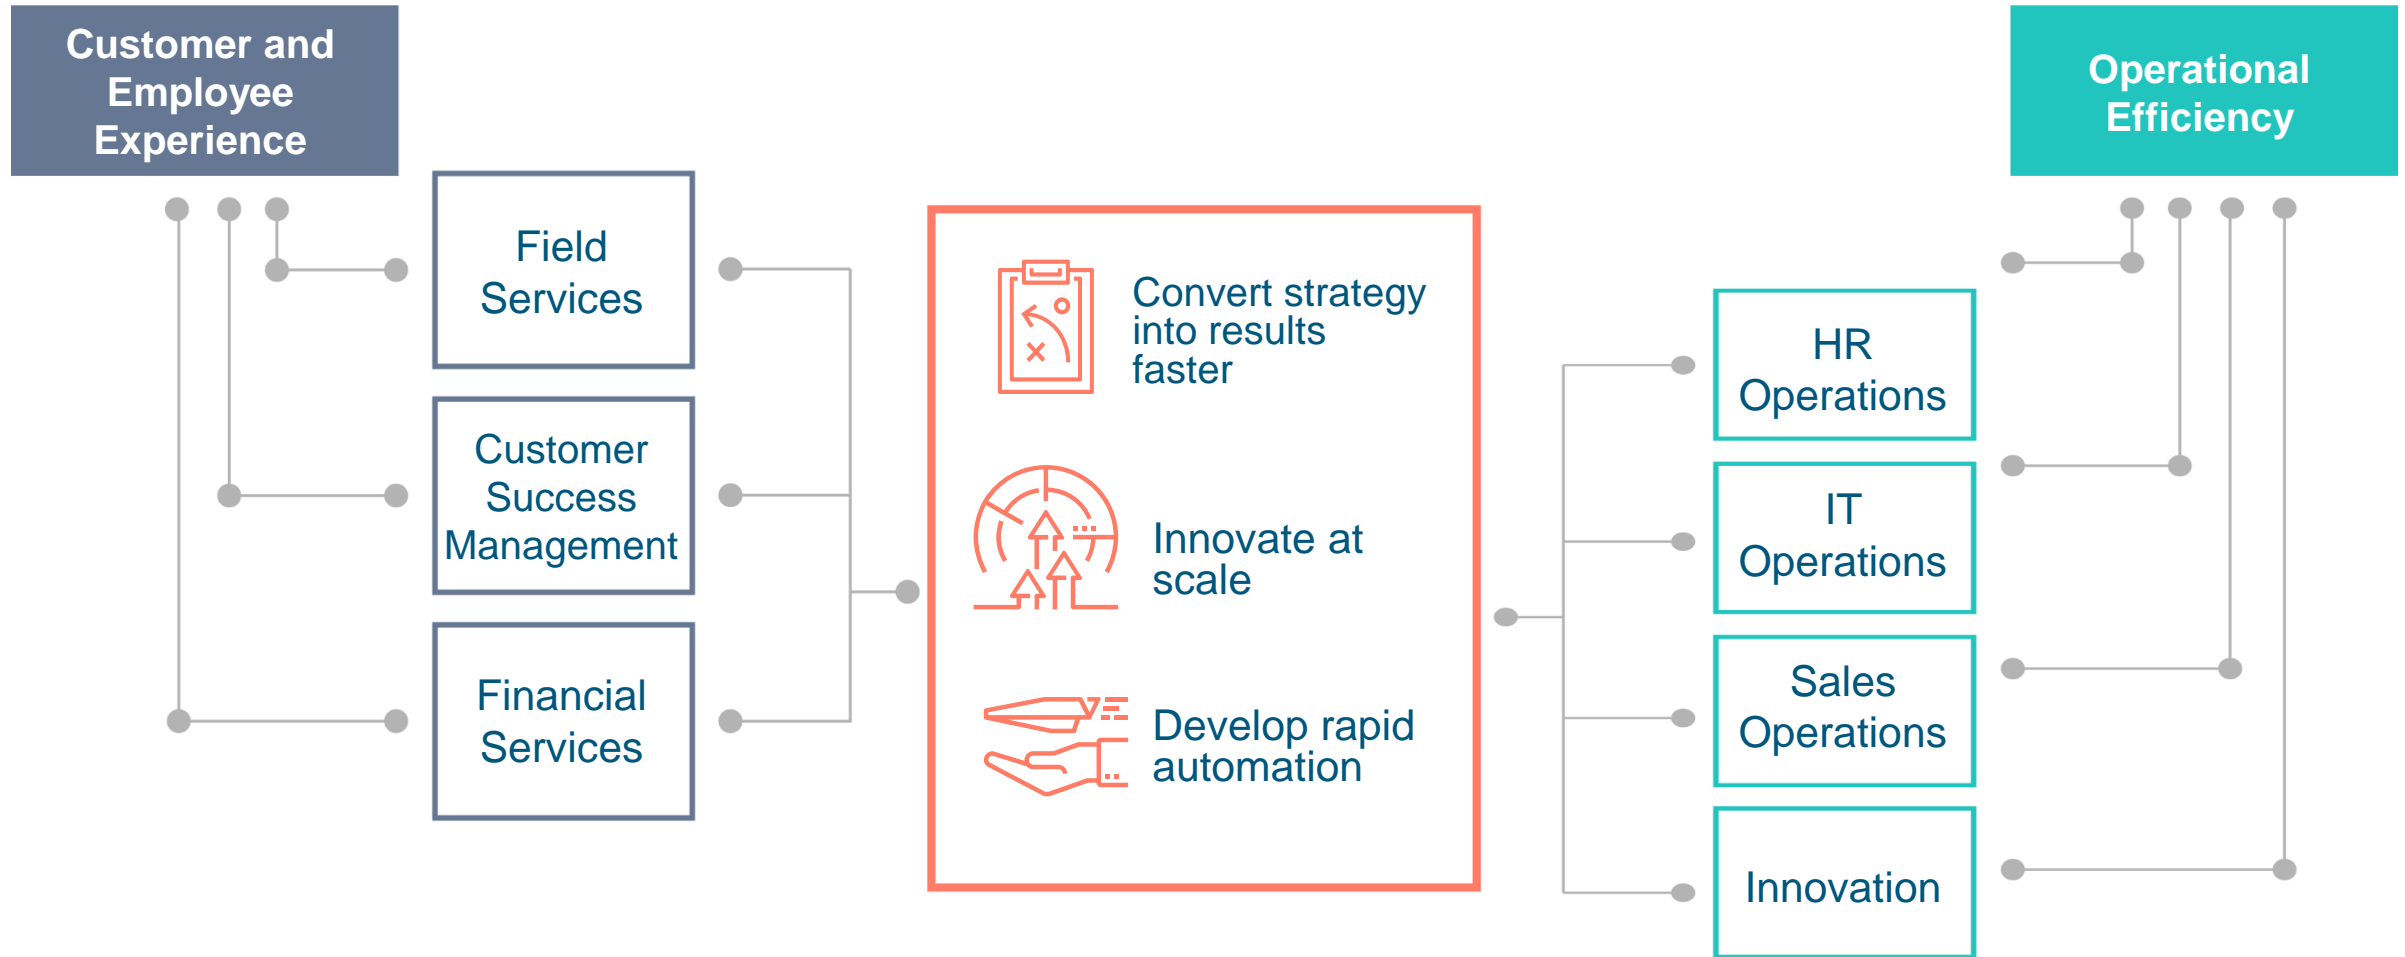 Customer and
Employee
Experience
Operational
Efficiency
Field
Services
Customer
Success
Management
Financial
Services
Convert strategy
into results
faster
Innovate at
scale
Develop rapid
automation
HR
Operations
IT
Operations
Sales
Operations
Innovation